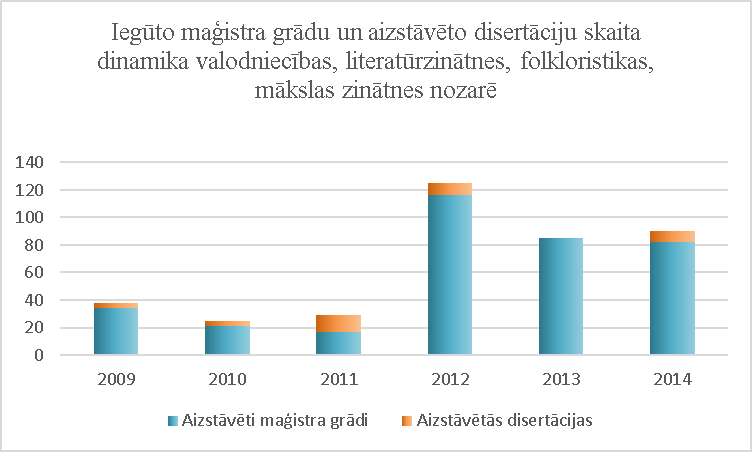 Iegūto maģistra grādu un aizstāvēto disertāciju skaita
dinamika valodniecības, literatūrzinātnes, folkloristikas,
mākslas zinātnes nozarē
140
120
100
80
60
40
20
0
2009 2010 2011 2012 2013 2014
Aizstāvēti maģistra grādi Aizstāvētās disertācijas